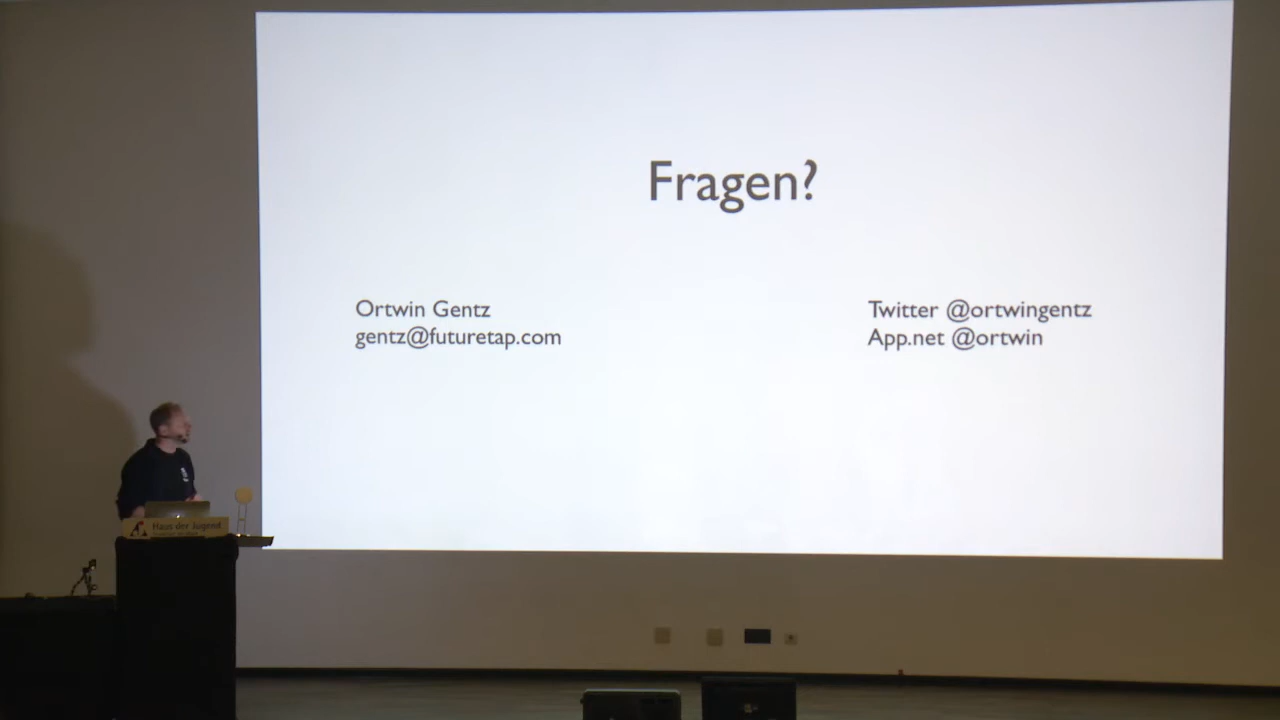 Fragen?
Ortwin Gentz
gentz@futuretap.com
Twitter @ortwingentz
App.net @ortwin
Haus der Jugend